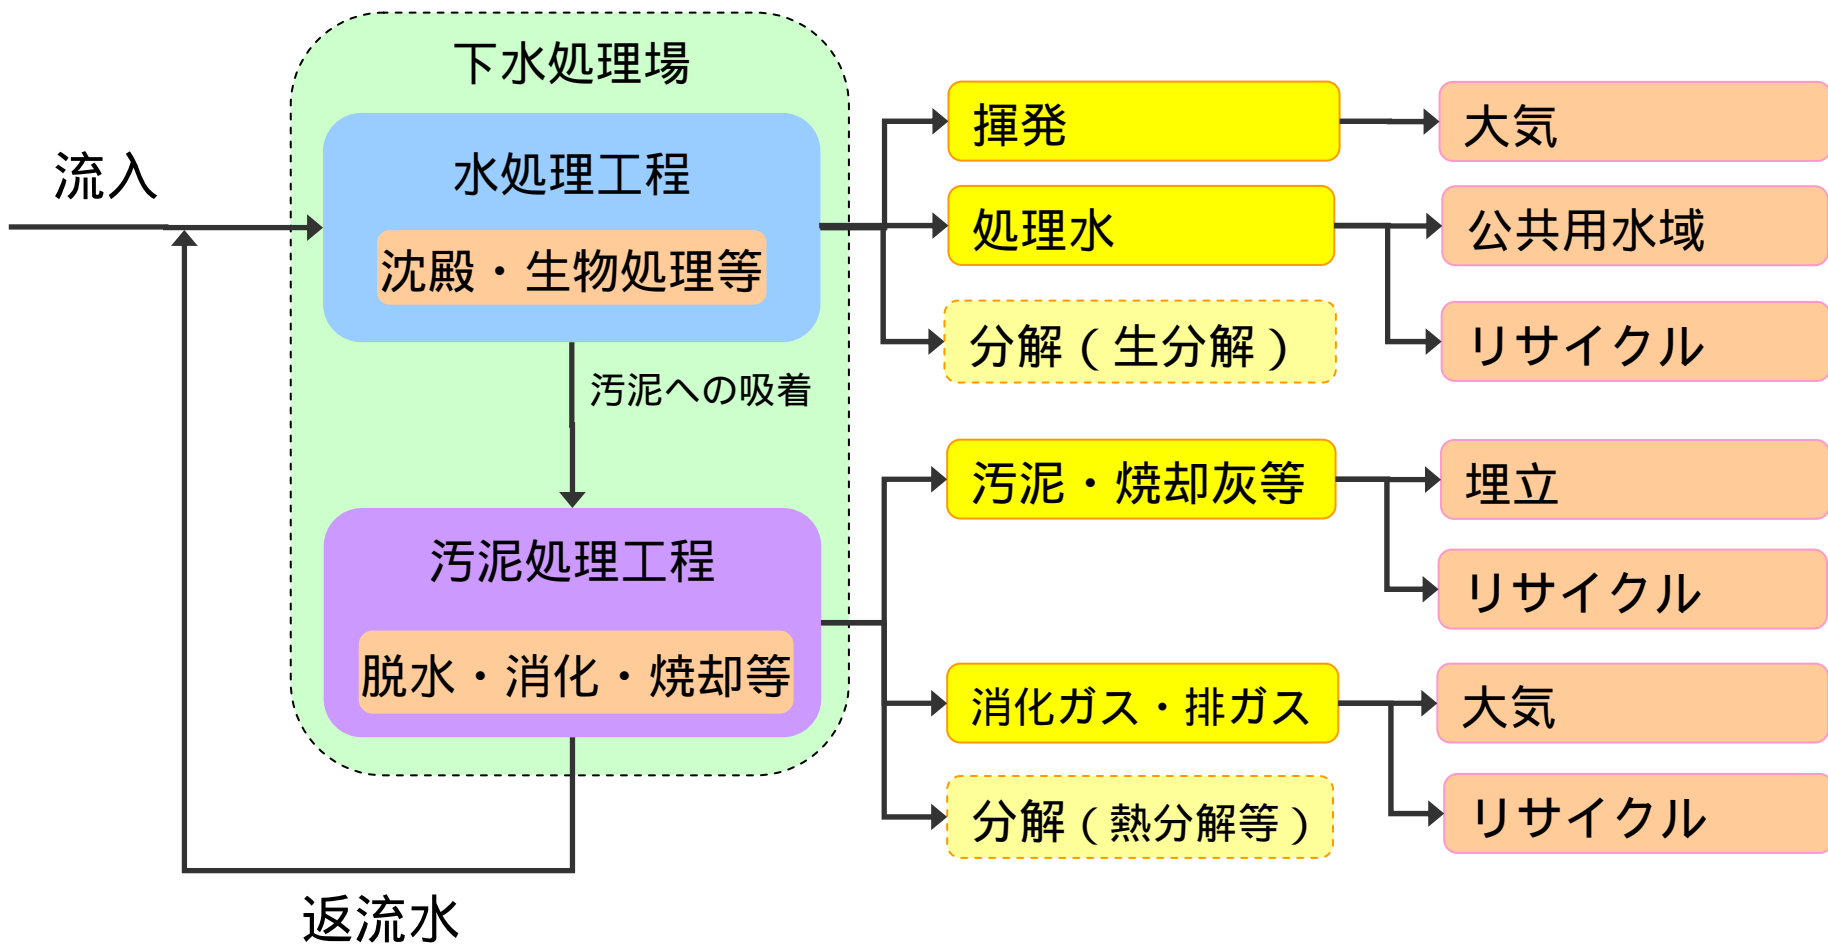 下水処理場
流入
水処理工程
沈殿・生物処理等
汚泥への吸着
汚泥処理工程
脱水・消化・焼却等
返流水
揮発
大気
処理水
公共用水域
リサイクル
分解（生分解）
汚泥・焼却灰等
埋立
リサイクル
消化ガス・排ガス
大気
リサイクル
分解（熱分解等）